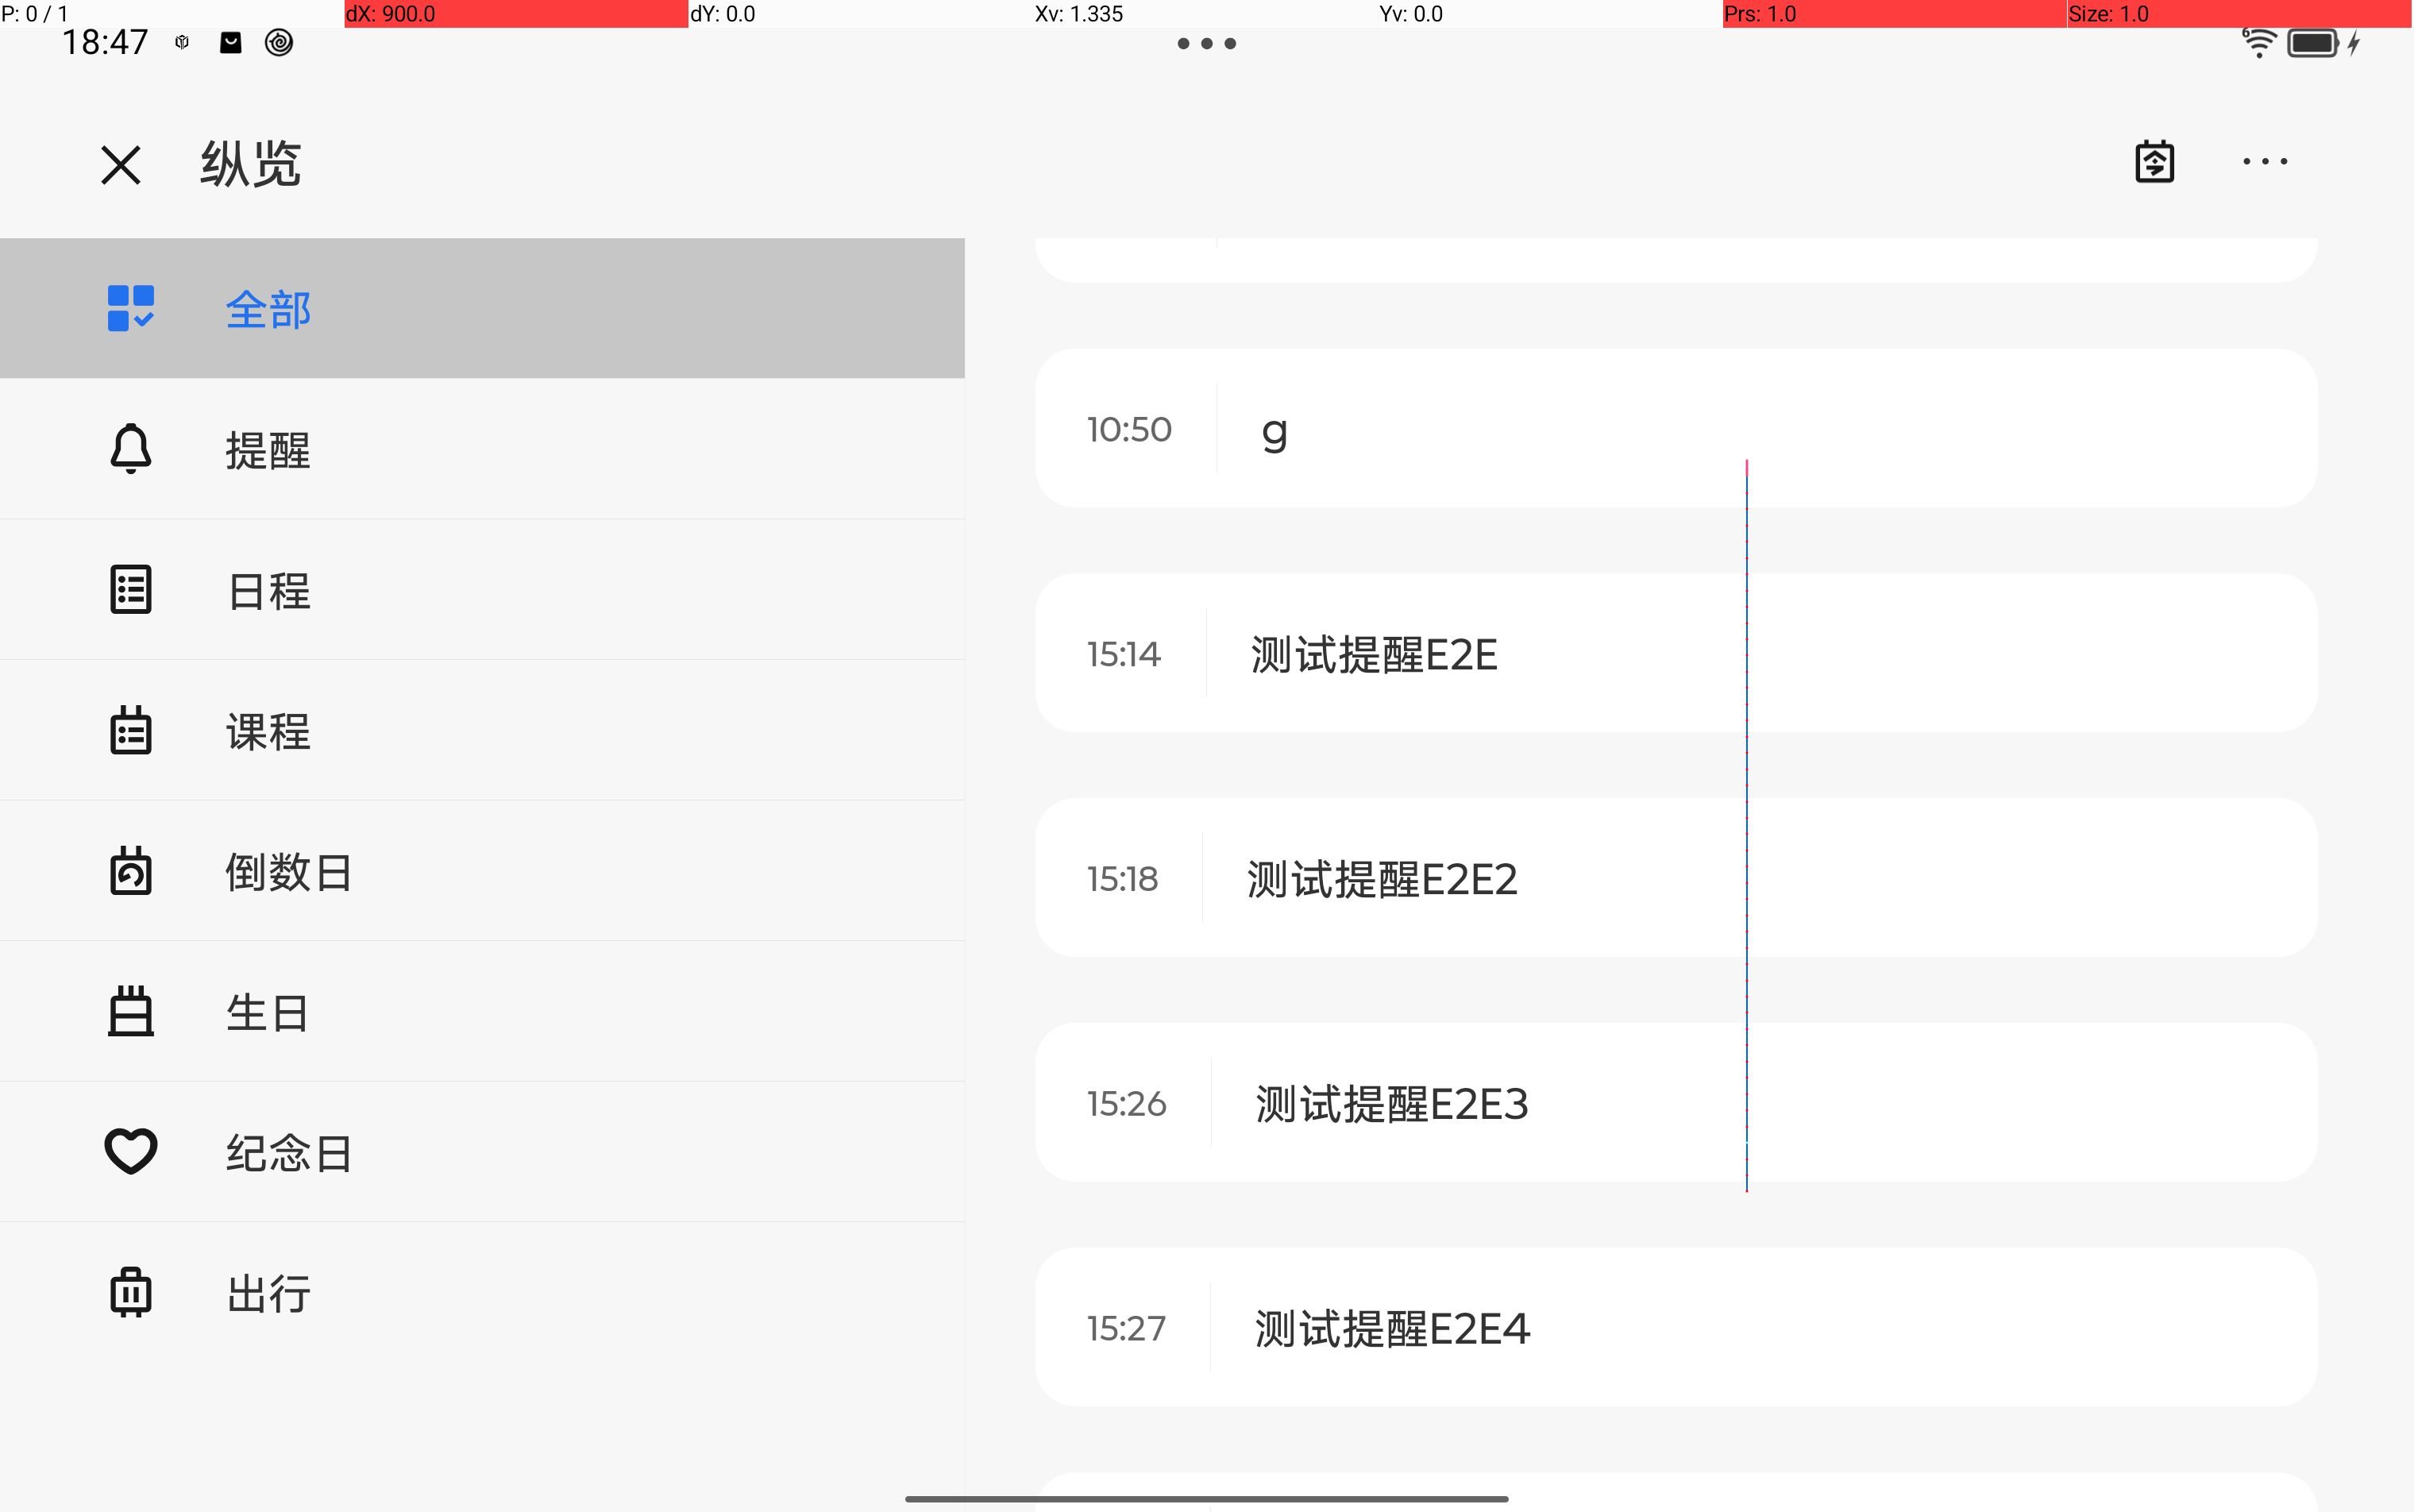 P: 0 / 1
dX: 900.0
dY: 0.0
Xv: 1.335
Yv: 0.0
Prs: 1.0
Size: 1.0
18:47
6
纵览
今
全部
提醒
日程
课程
倒数日
生日
纪念日
出行
10:50 g
15:14 测试提醒E2E
15:18 测试提醒E2E2
15:26 测试提醒E2E3
15:27 测试提醒E2E4